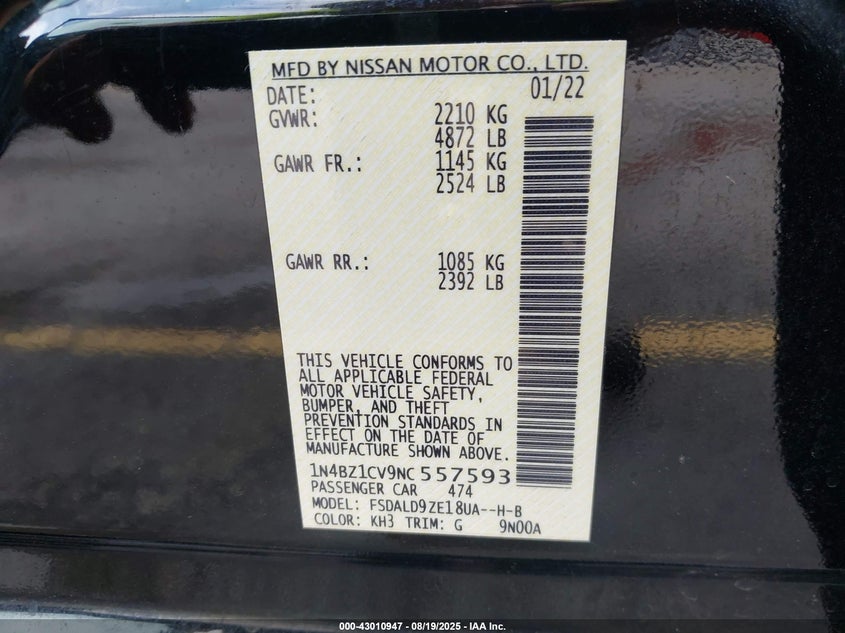 MFD BY NISSAN MOTOR CO., LTD.
DATE: 01/22
GVWR: 2210 KG
4872 LB
GAWR FR.: 1145 KG
2524 LB
GAWR RR.: 1085 KG
2392 LB
THIS VEHICLE CONFORMS TO
ALL APPLICABLE FEDERAL
MOTOR VEHICLE SAFETY,
BUMPER, AND THEFT
PREVENTION STANDARDS IN
EFFECT ON THE DATE OF
MANUFACTURE SHOWN ABOVE.
1N4BZ1CV9NC557593
PASSENGER CAR 474
MODEL: FSDALD9ZE18UA--H-B
COLOR: KH3 TRIM: G 9N00A
000-43010947 - 08/19/2025 - IAA Inc.